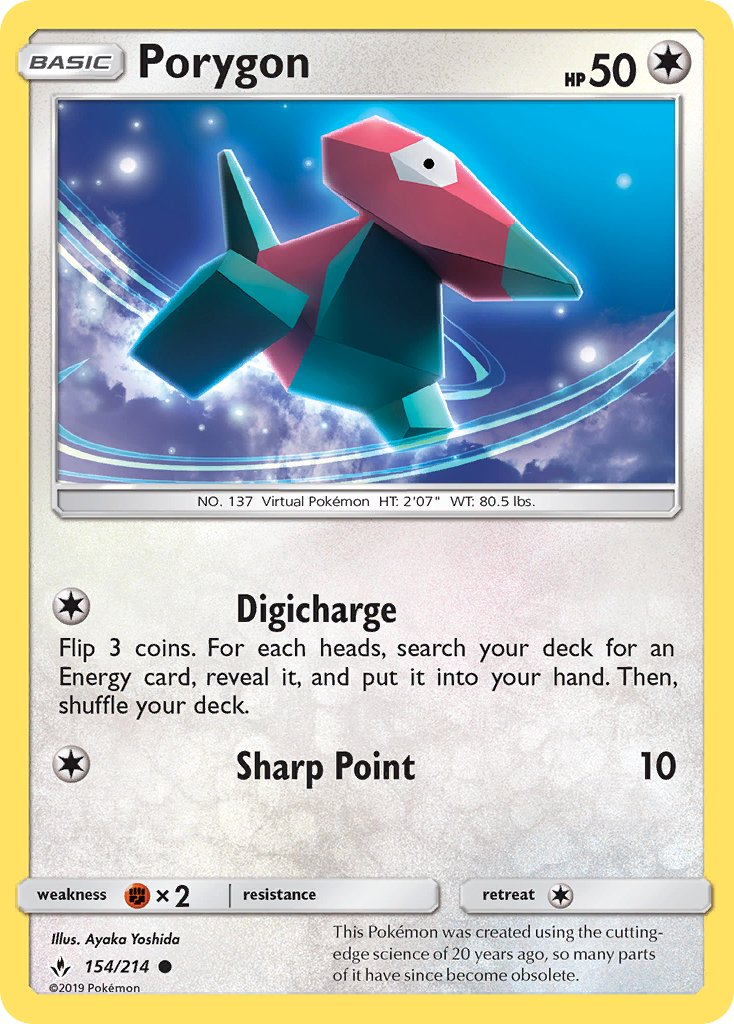 BASIC Porygon HP 50
NO. 137 Virtual Pokémon HT: 2'07" WT: 80.5 lbs.
Digicharge
Flip 3 coins. For each heads, search your deck for an
Energy card, reveal it, and put it into your hand. Then,
shuffle your deck.
Sharp Point 10
weakness ×2 resistance retreat
Illus. Ayaka Yoshida
154/214
©2019 Pokémon
This Pokémon was created using the cutting-
edge science of 20 years ago, so many parts
of it have since become obsolete.